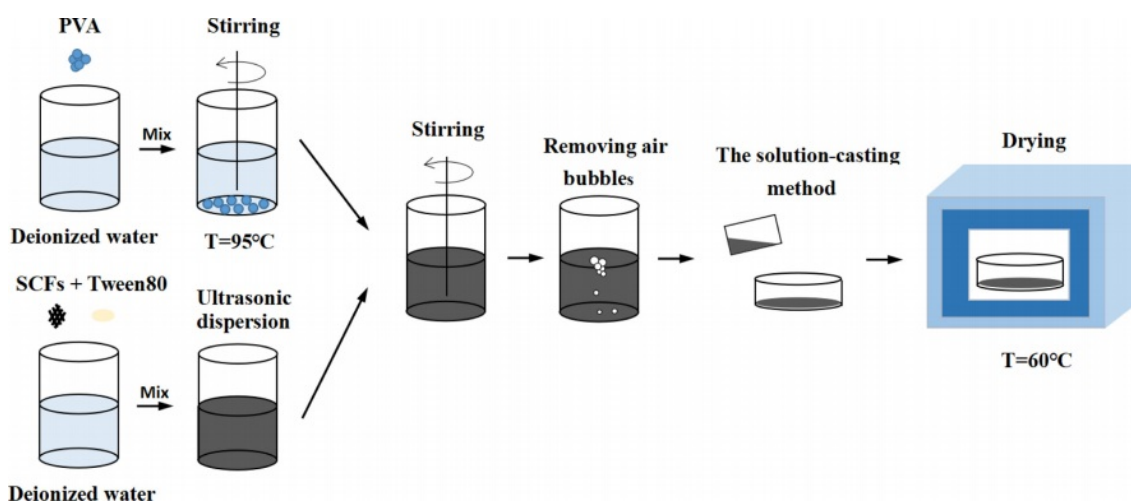 PVA
Stirring
Mix
Deionized water
T=95℃
SCFs + Tween80
Ultrasonic
dispersion
Mix
Deionized water
Stirring
Removing air
bubbles
The solution-casting
method
Drying
T=60℃